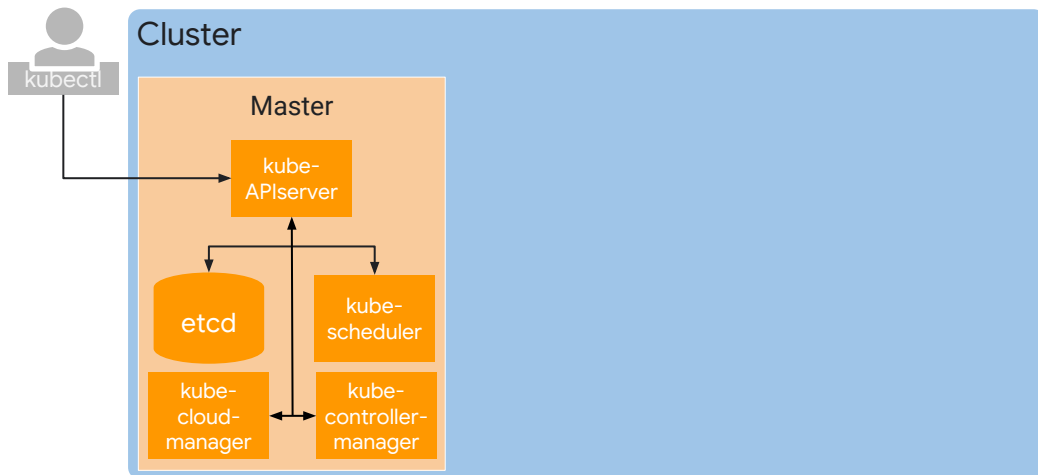 Cluster
kubectl
Master
kube-
APIserver
etcd
kube-
scheduler
kube-
cloud-
manager
kube-
controller-
manager